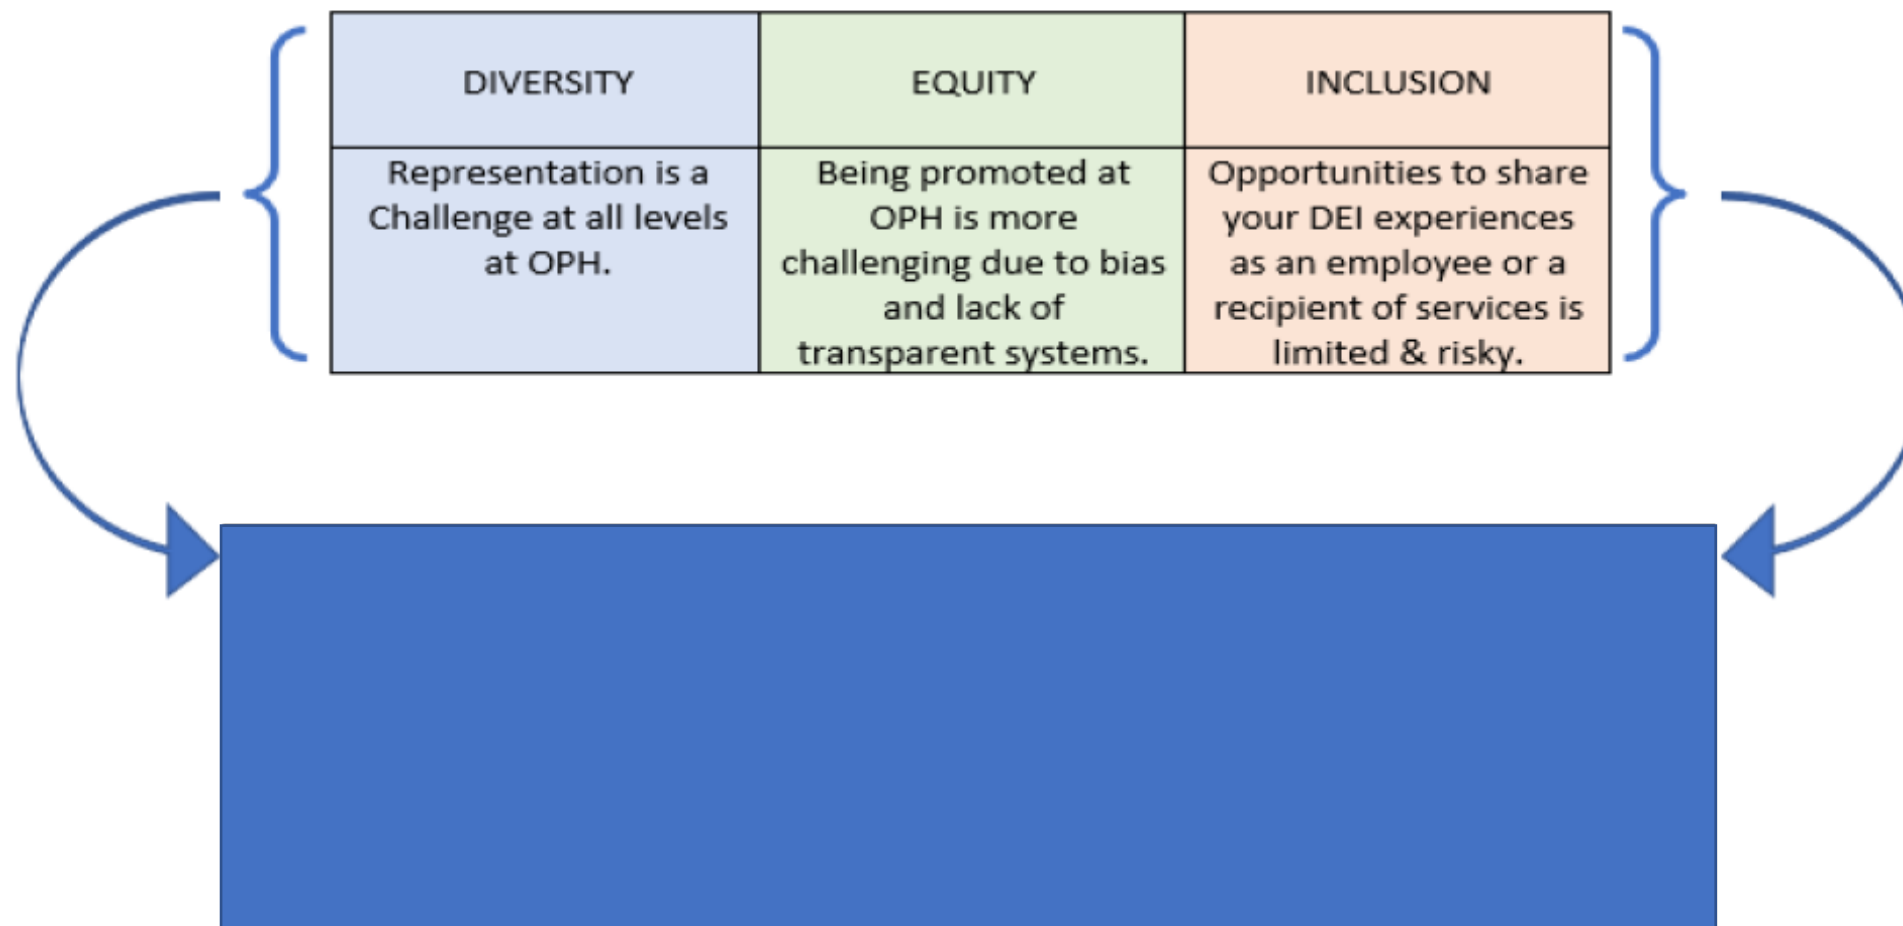 DIVERSITY
EQUITY
INCLUSION
Representation is a
Challenge at all levels
at OPH.
Being promoted at
OPH is more
challenging due to bias
and lack of
transparent systems.
Opportunities to share
your DEI experiences
as an employee or a
recipient of services is
limited & risky.